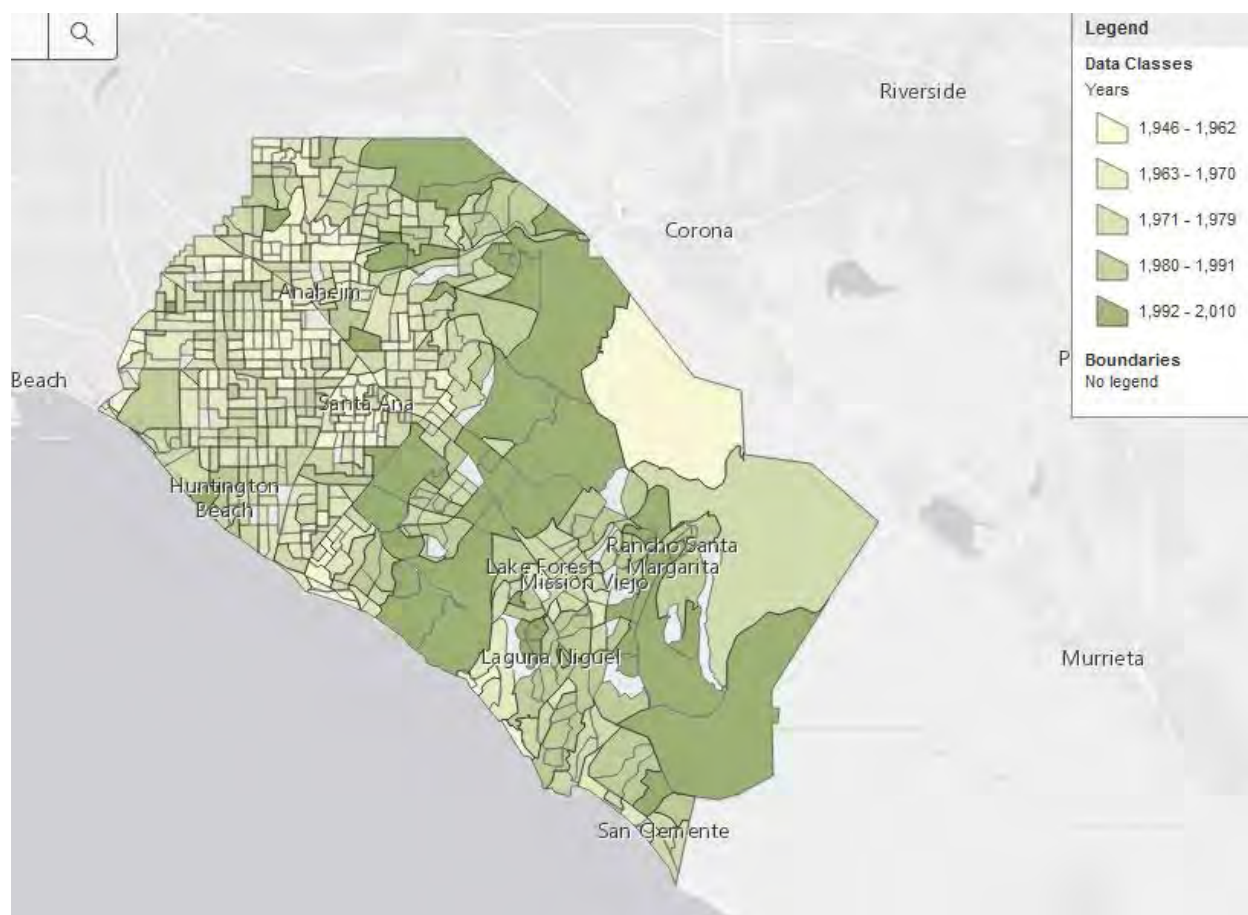 Legend
Data Classes
Years
1,946 - 1,962
1,963 - 1,970
1,971 - 1,979
1,980 - 1,991
1,992 - 2,010
Boundaries
No legend
Riverside
Corona
Anaheim
Beach
P
Santa Ana
Huntington
Beach
Rancho Santa
Margarita
Lake Forest
Mission Viejo
Laguna Niguel
Murrieta
San Clemente